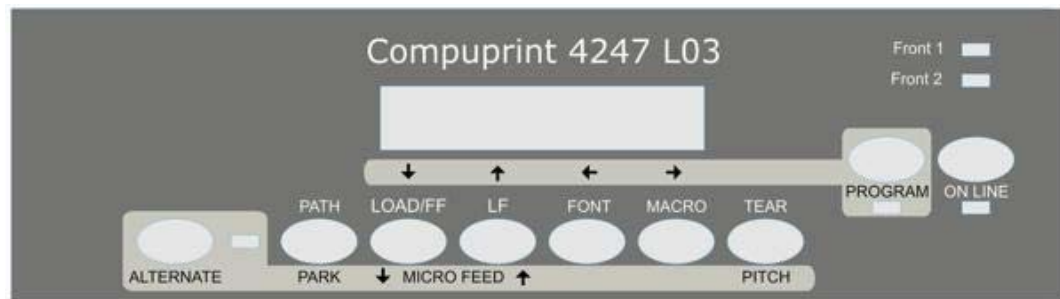 Compuprint 4247 L03
Front 1
Front 2
↓ ↑ ← →
PROGRAM ON LINE
PATH LOAD/FF LF FONT MACRO TEAR
ALTERNATE PARK ↓ MICRO FEED ↑ PITCH